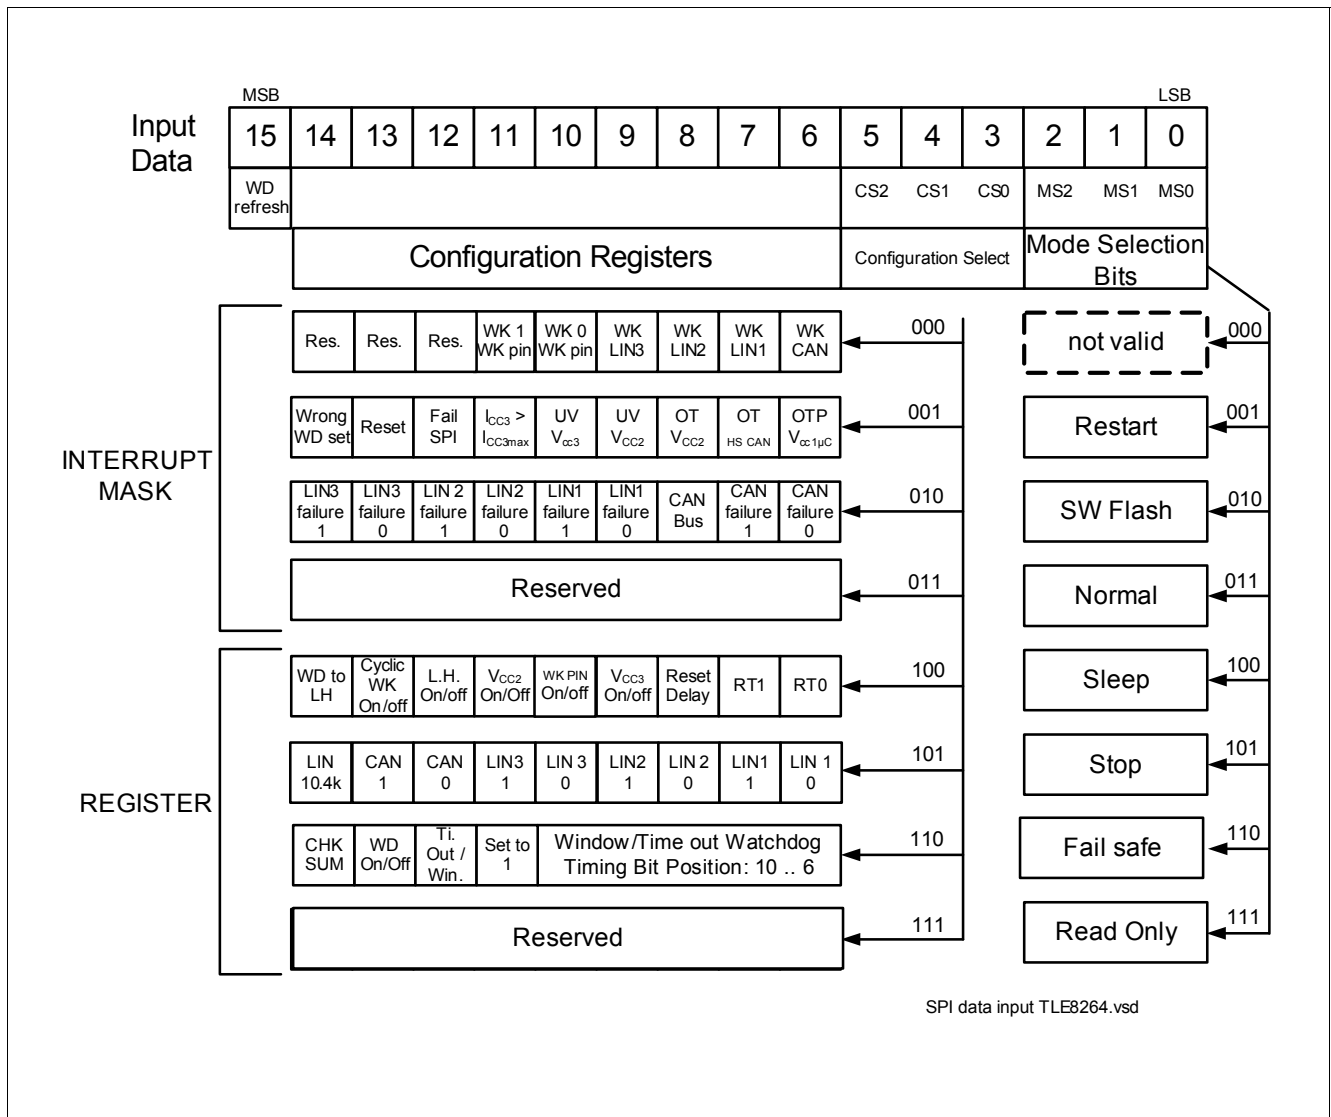 MSB LSB
Input Data 15 14 13 12 11 10 9 8 7 6 5 4 3 2 1 0
WD refresh CS2 CS1 CS0 MS2 MS1 MS0
Configuration Registers Configuration Select Mode Selection Bits
INTERRUPT MASK
Res. Res. Res. WK 1 WK pin WK 0 WK pin WK LIN3 WK LIN2 WK LIN1 WK CAN 000 not valid 000
Wrong WD set Reset Fail SPI ICC3 > ICC3max UV Vcc3 UV VCC2 OT VCC2 OT HS CAN OTP Vcc1µC 001 Restart 001
LIN3 failure 1 LIN3 failure 0 LIN 2 failure 1 LIN2 failure 0 LIN1 failure 1 LIN1 failure 0 CAN Bus CAN failure 1 CAN failure 0 010 SW Flash 010
Reserved 011 Normal 011
REGISTER
WD to LH Cyclic WK On/off L.H. On/off VCC2 On/Off WK PIN On/off VCC3 On/off Reset Delay RT1 RT0 100 Sleep 100
LIN 10.4k CAN 1 CAN 0 LIN3 1 LIN 3 0 LIN2 1 LIN 2 0 LIN1 1 LIN 1 0 101 Stop 101
CHK SUM WD On/Off Ti. Out / Win. Set to 1 Window/Time out Watchdog Timing Bit Position: 10 .. 6 110 Fail safe 110
Reserved 111 Read Only 111
SPI data input TLE8264.vsd